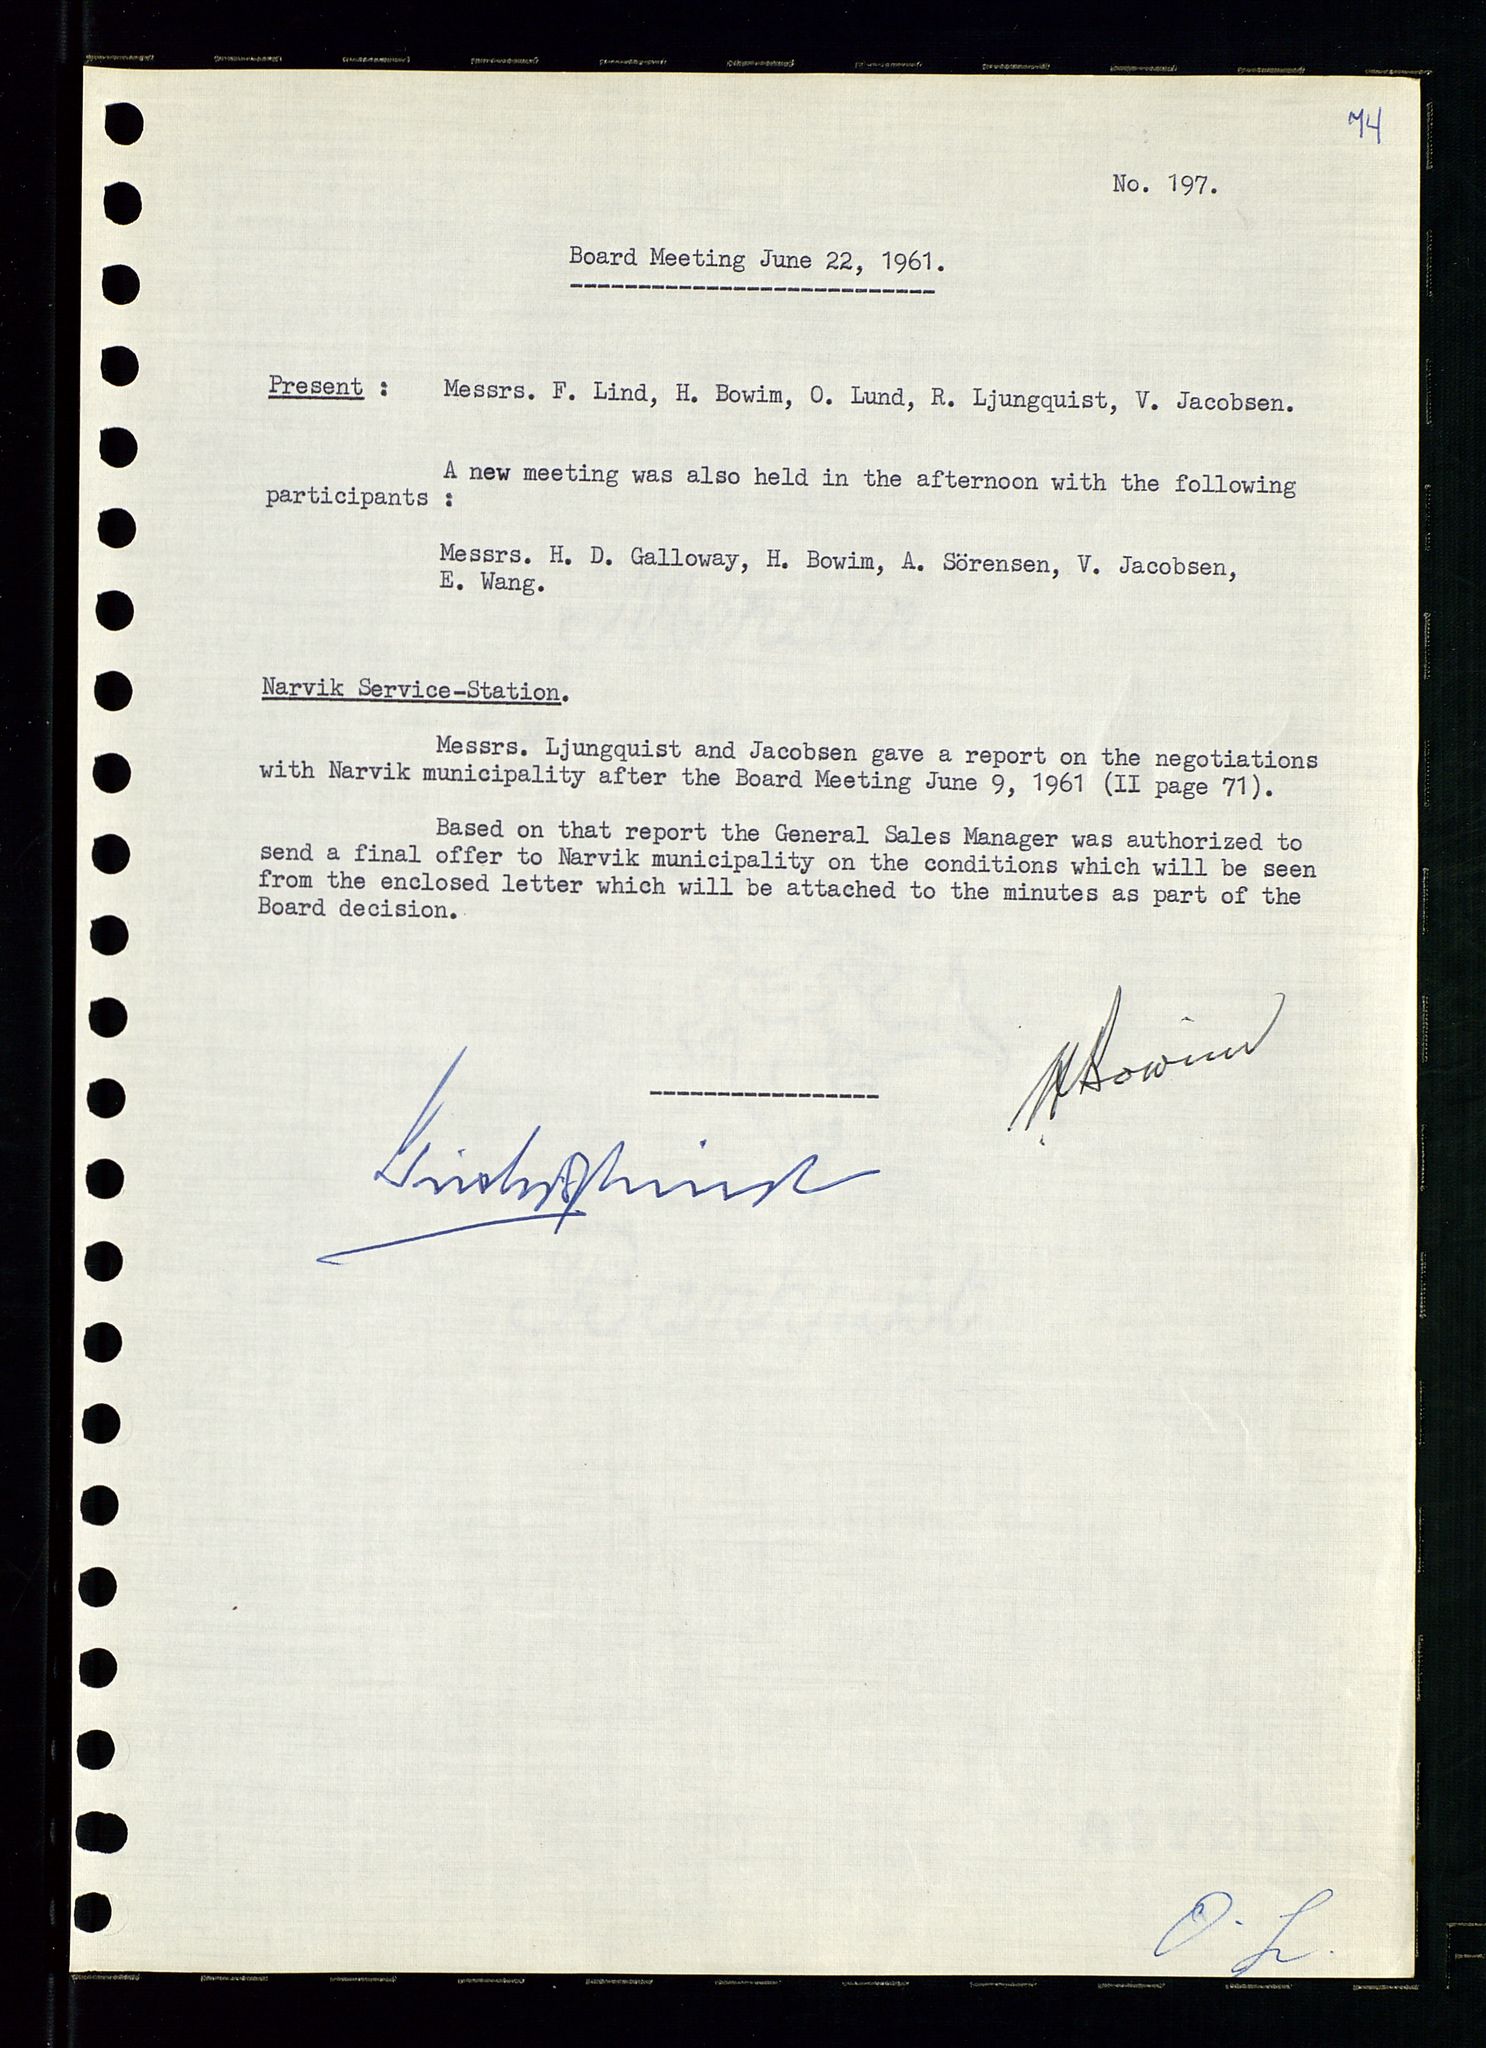 74
No. 197.
Board Meeting June 22, 1961.
Present : Messrs. F. Lind, H. Bowim, O. Lund, R. Ljungquist, V. Jacobsen.
A new meeting was also held in the afternoon with the following
participants :
Messrs. H. D. Galloway, H. Bowim, A. Sörensen, V. Jacobsen,
E. Wang.
Narvik Service-Station.
Messrs. Ljungquist and Jacobsen gave a report on the negotiations
with Narvik municipality after the Board Meeting June 9, 1961 (II page 71).
Based on that report the General Sales Manager was authorized to
send a final offer to Narvik municipality on the conditions which will be seen
from the enclosed letter which will be attached to the minutes as part of the
Board decision.
HBowim
O. L.